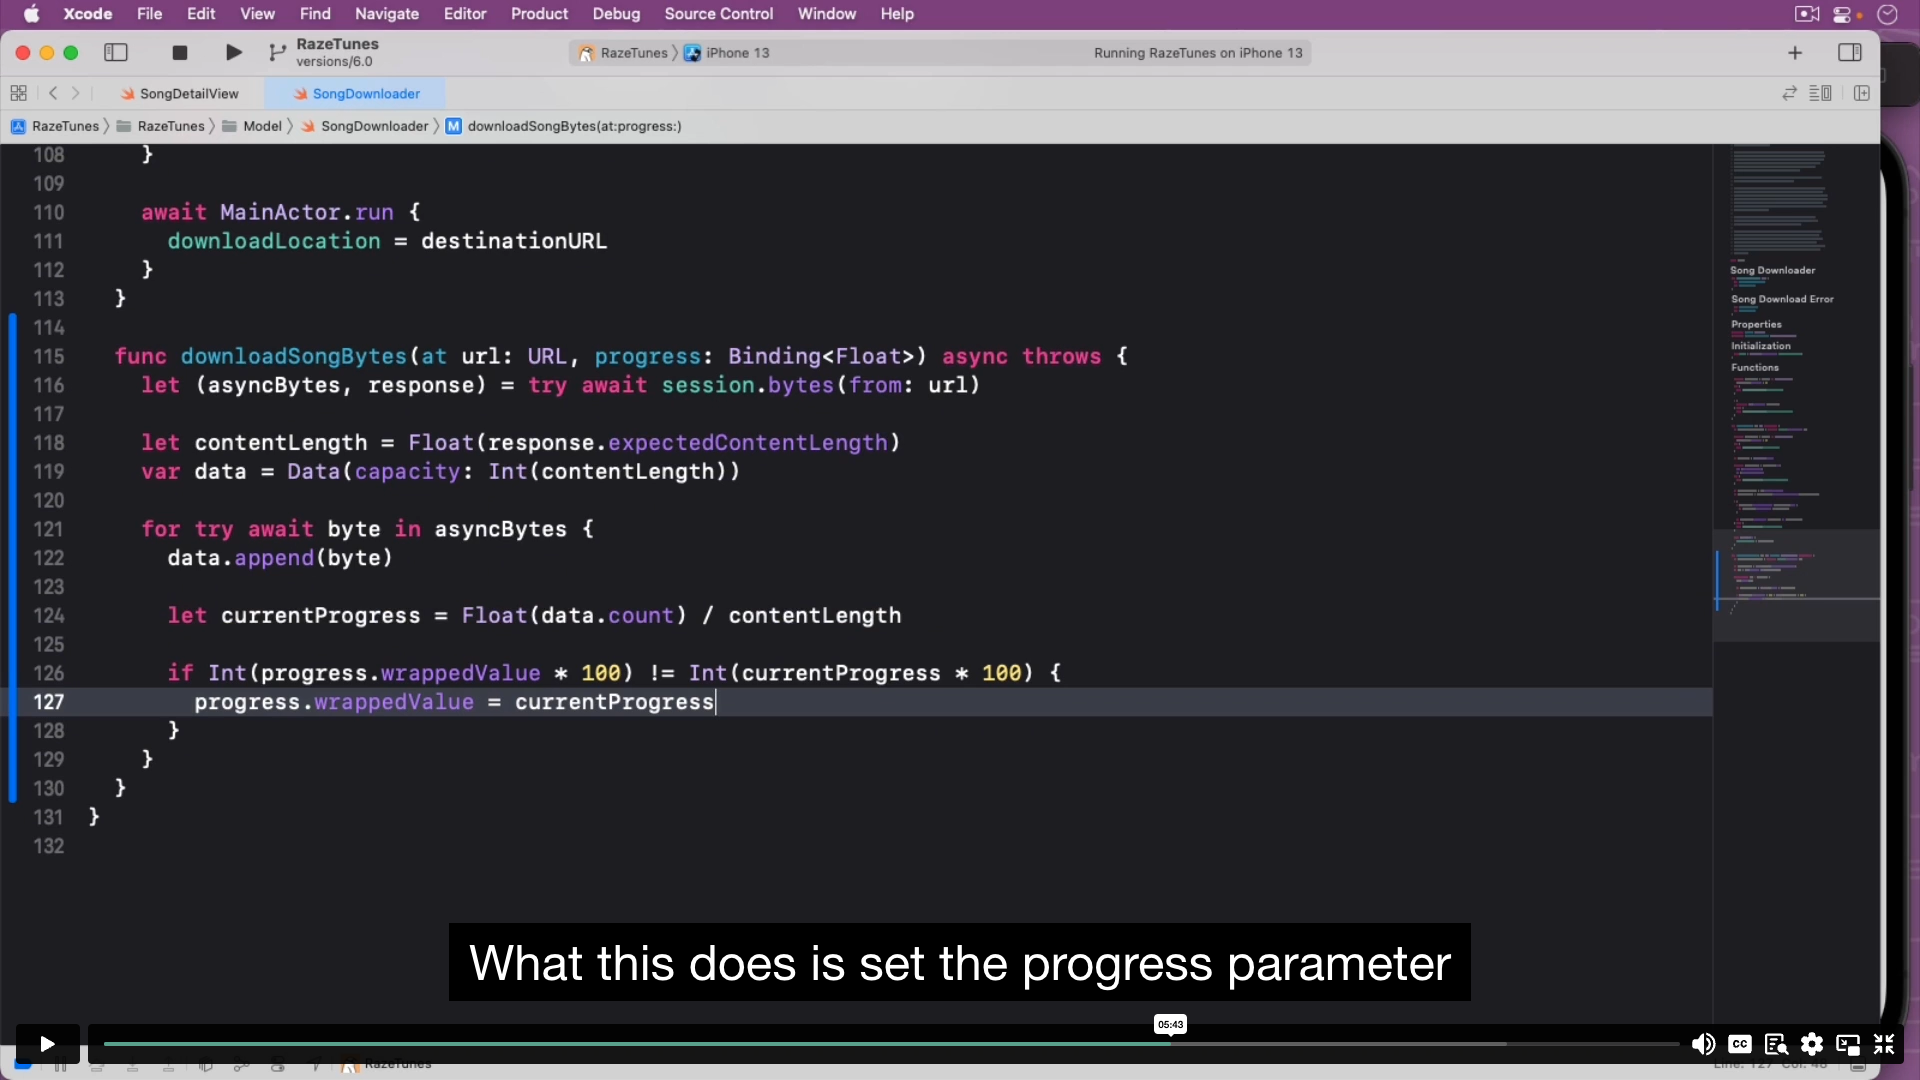 Xcode File Edit View Find Navigate Editor Product Debug Source Control Window Help
RazeTunes
versions/6.0
RazeTunes 〉 iPhone 13
Running RazeTunes on iPhone 13
SongDetailView
SongDownloader
RazeTunes 〉 RazeTunes 〉 Model 〉 SongDownloader 〉 M downloadSongBytes(at:progress:)
108 }
109
110 await MainActor.run {
111 downloadLocation = destinationURL
112 }
113 }
114
115 func downloadSongBytes(at url: URL, progress: Binding<Float>) async throws {
116 let (asyncBytes, response) = try await session.bytes(from: url)
117
118 let contentLength = Float(response.expectedContentLength)
119 var data = Data(capacity: Int(contentLength))
120
121 for try await byte in asyncBytes {
122 data.append(byte)
123
124 let currentProgress = Float(data.count) / contentLength
125
126 if Int(progress.wrappedValue * 100) != Int(currentProgress * 100) {
127 progress.wrappedValue = currentProgress
128 }
129 }
130 }
131 }
132
Song Downloader
Song Download Error
Properties
Initialization
Functions
What this does is set the progress parameter
05:43
CC
RazeTunes